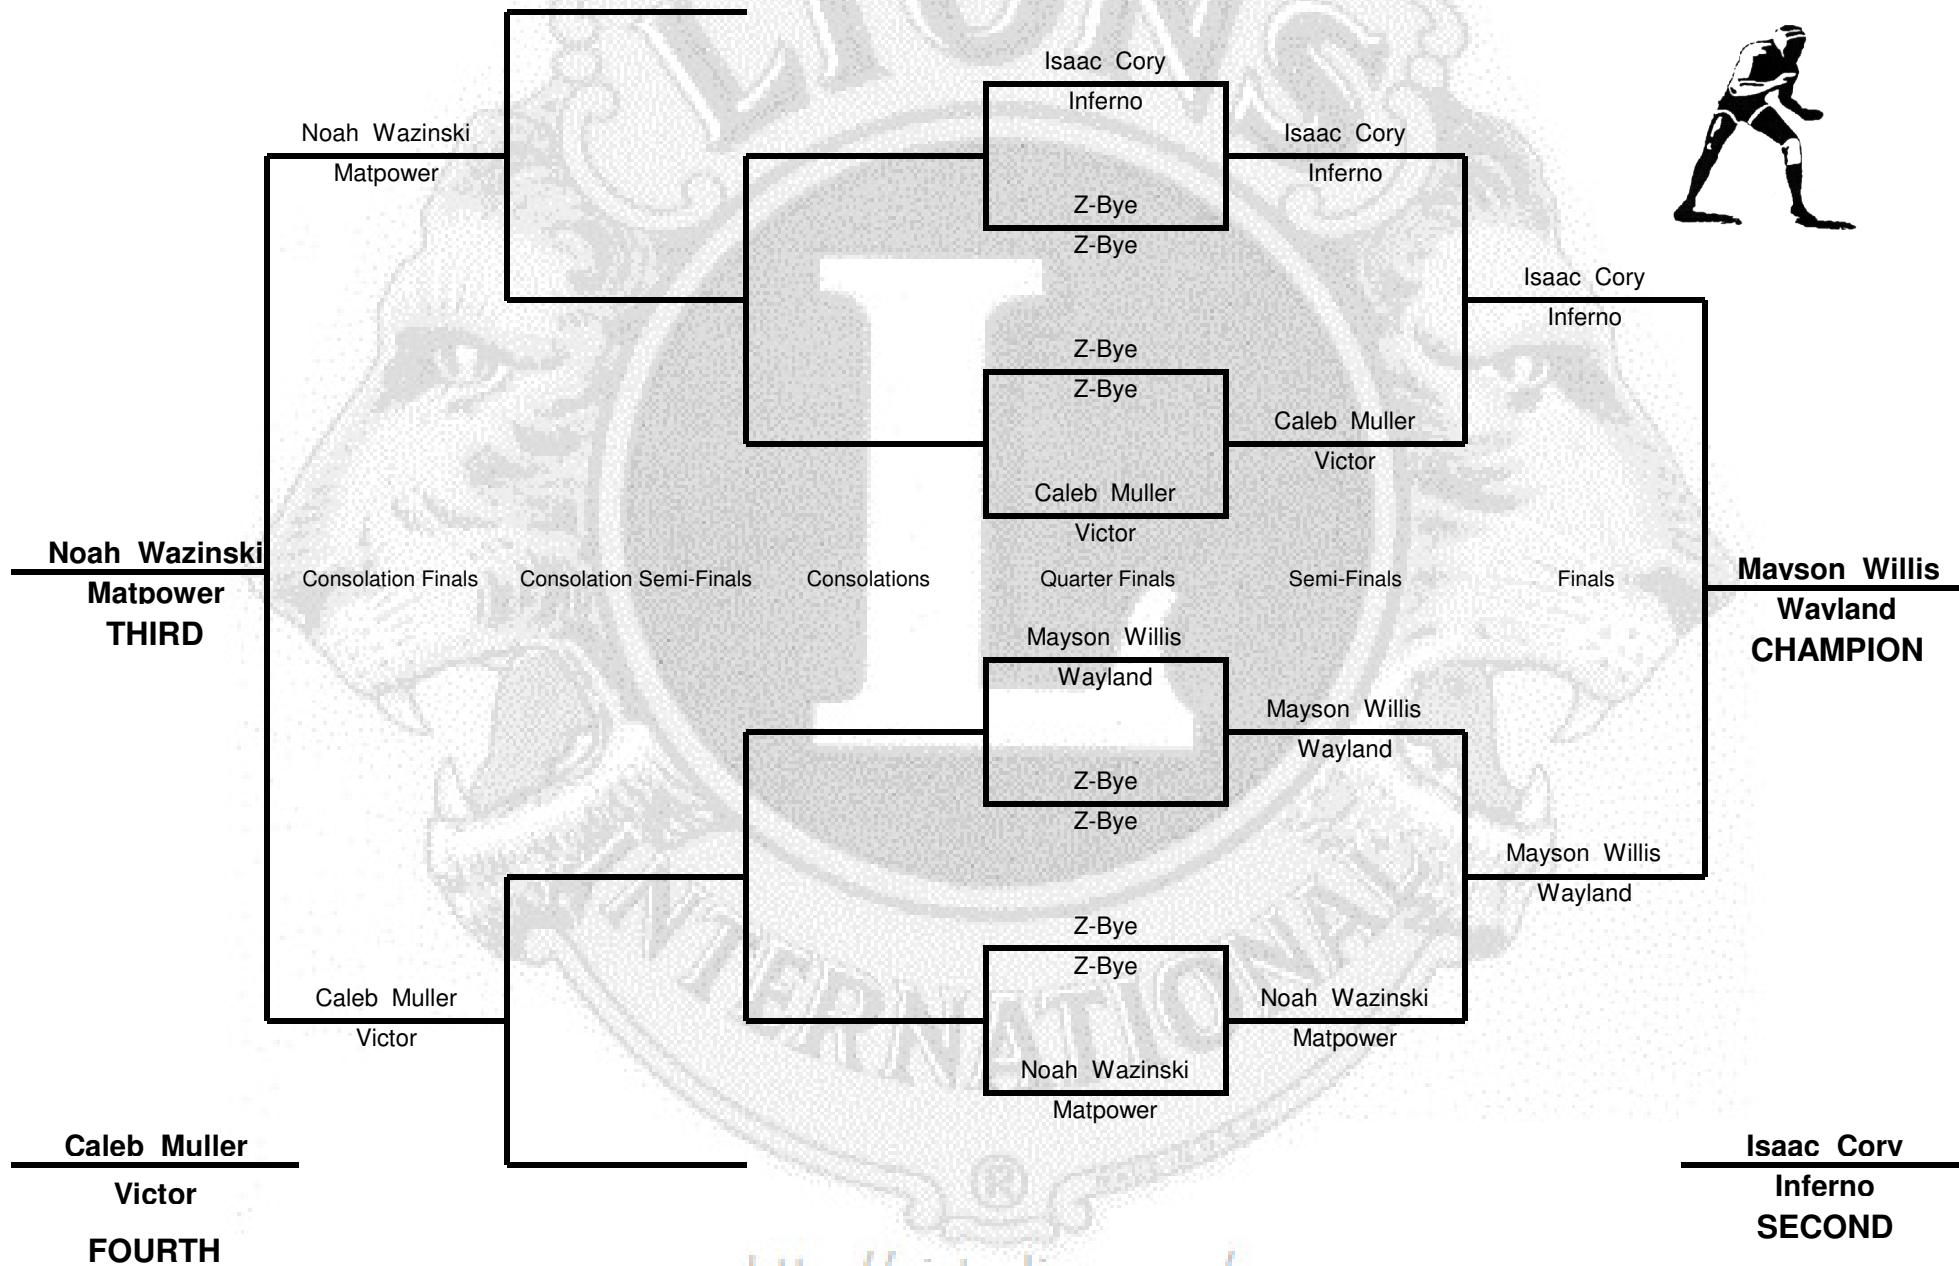 LIONS
Isaac Cory
Inferno
Noah Wazinski
Matpower
Isaac Cory
Inferno
Z-Bye
Z-Bye
Isaac Cory
Inferno
Z-Bye
Z-Bye
Caleb Muller
Victor
Caleb Muller
Victor
Noah Wazinski
Matpower
THIRD
Consolation Finals
Consolation Semi-Finals
Consolations
Quarter Finals
Semi-Finals
Finals
Mayson Willis
Wayland
CHAMPION
L
Mayson Willis
Wayland
Mayson Willis
Wayland
Z-Bye
Z-Bye
Mayson Willis
Wayland
Z-Bye
Z-Bye
Caleb Muller
Victor
Noah Wazinski
Matpower
Noah Wazinski
Matpower
INTERNATIONAL
®
Caleb Muller
Victor
FOURTH
Isaac Cory
Inferno
SECOND